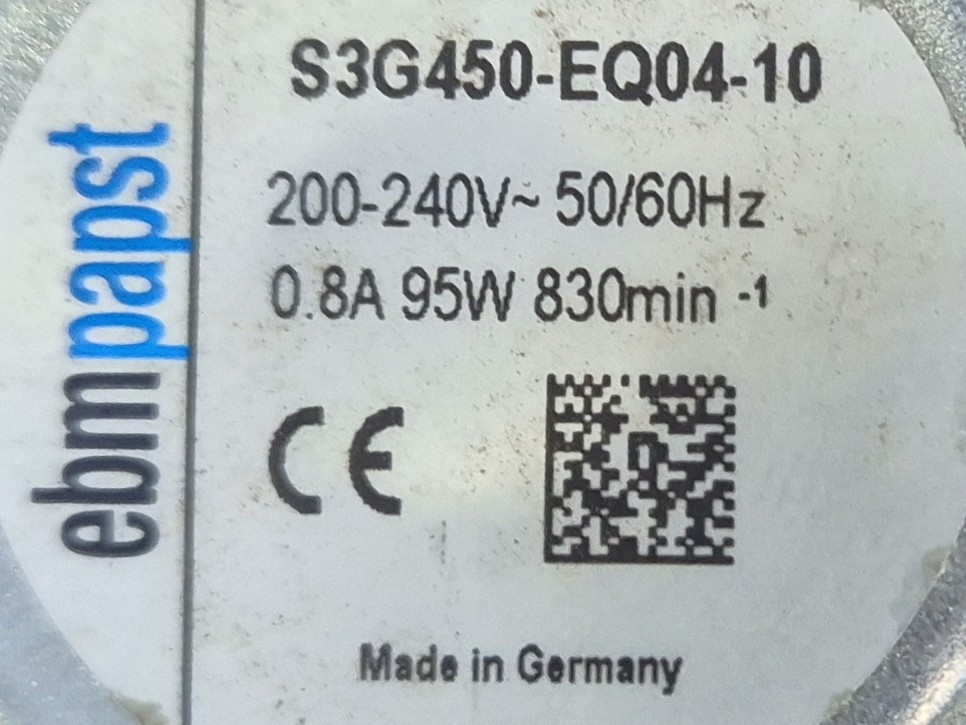 ebmpapst
S3G450-EQ04-10
200-240V~ 50/60Hz
0.8A 95W 830min -1
CE
Made in Germany